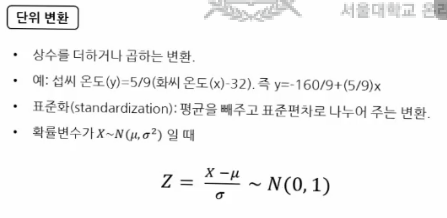 서울대학교 온
단위 변환
• 상수를 더하거나 곱하는 변환.
• 예: 섭씨 온도(y)=5/9(화씨 온도(x)-32). 즉 y=-160/9+(5/9)x
• 표준화(standardization): 평균을 빼주고 표준편차로 나누어 주는 변환.
• 확률변수가 X~N(μ,σ²) 일 때
Z = (X − μ)/σ ~ N(0, 1)